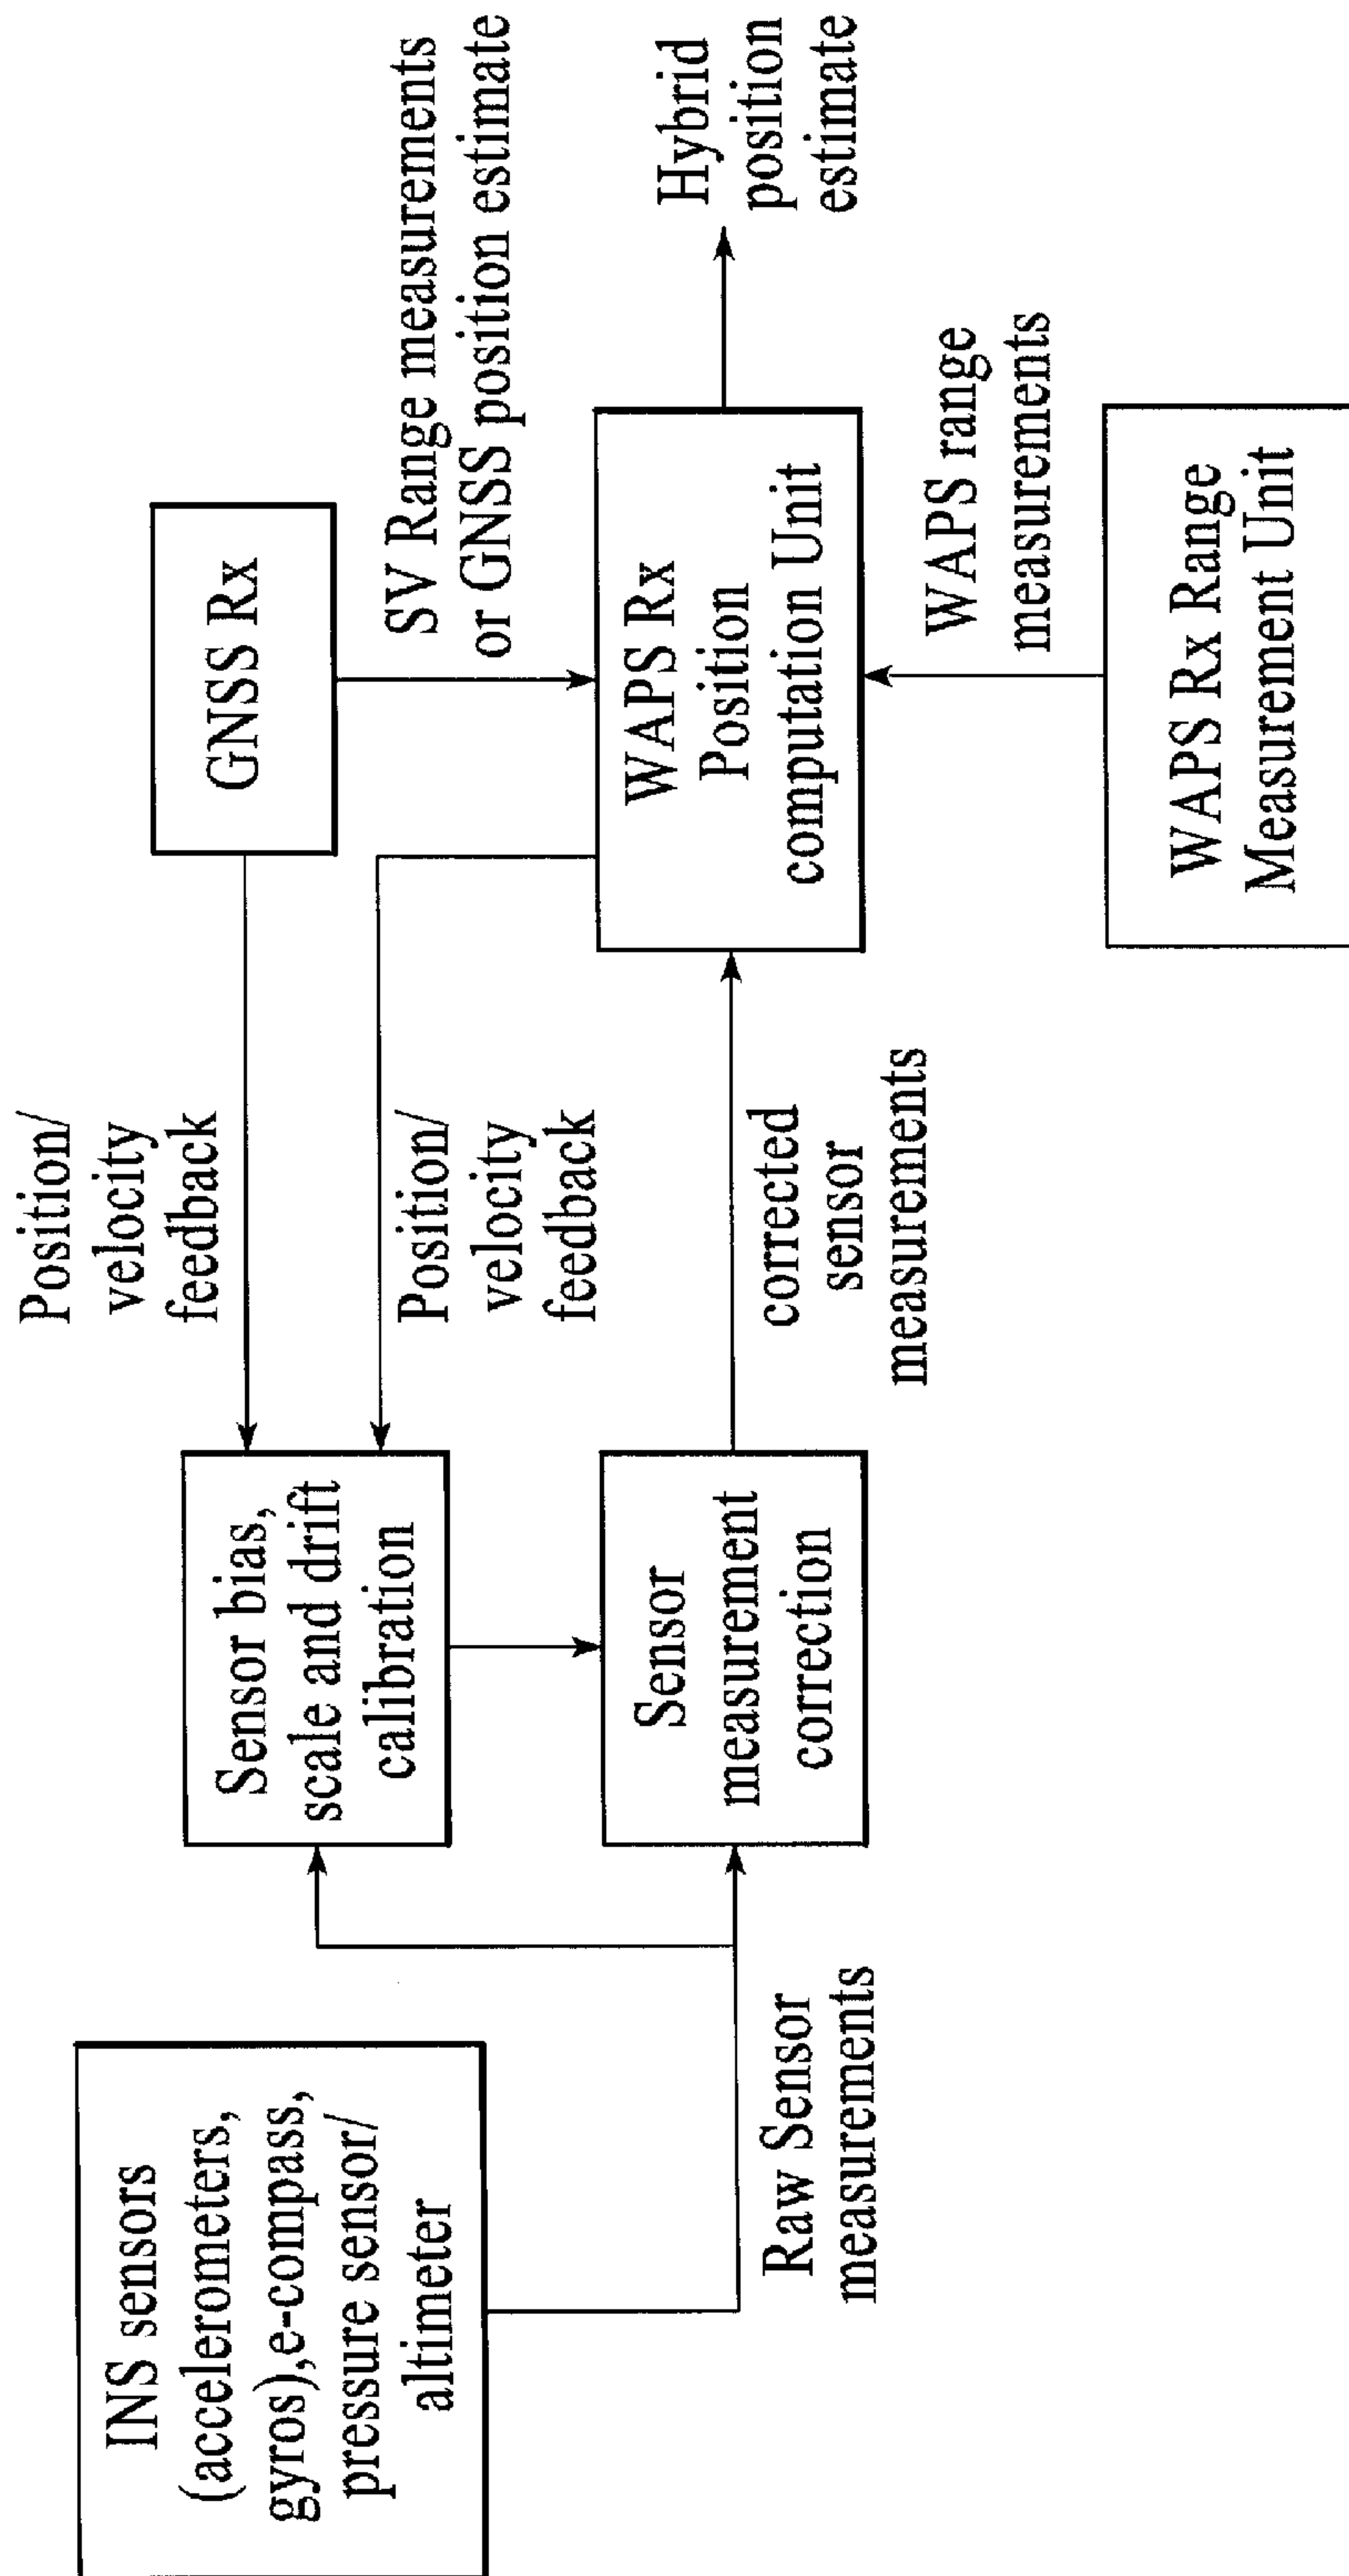 INS sensors
(accelerometers,
gyros),e-compass,
pressure sensor/
altimeter
Raw Sensor
measurements
Sensor bias,
scale and drift
calibration
Sensor
measurement
correction
Position/
velocity
feedback
Position/
velocity
feedback
corrected
sensor
measurements
GNSS Rx
SV Range measurements
or GNSS position estimate
WAPS Rx
Position
computation Unit
Hybrid
position
estimate
WAPS range
measurements
WAPS Rx Range
Measurement Unit